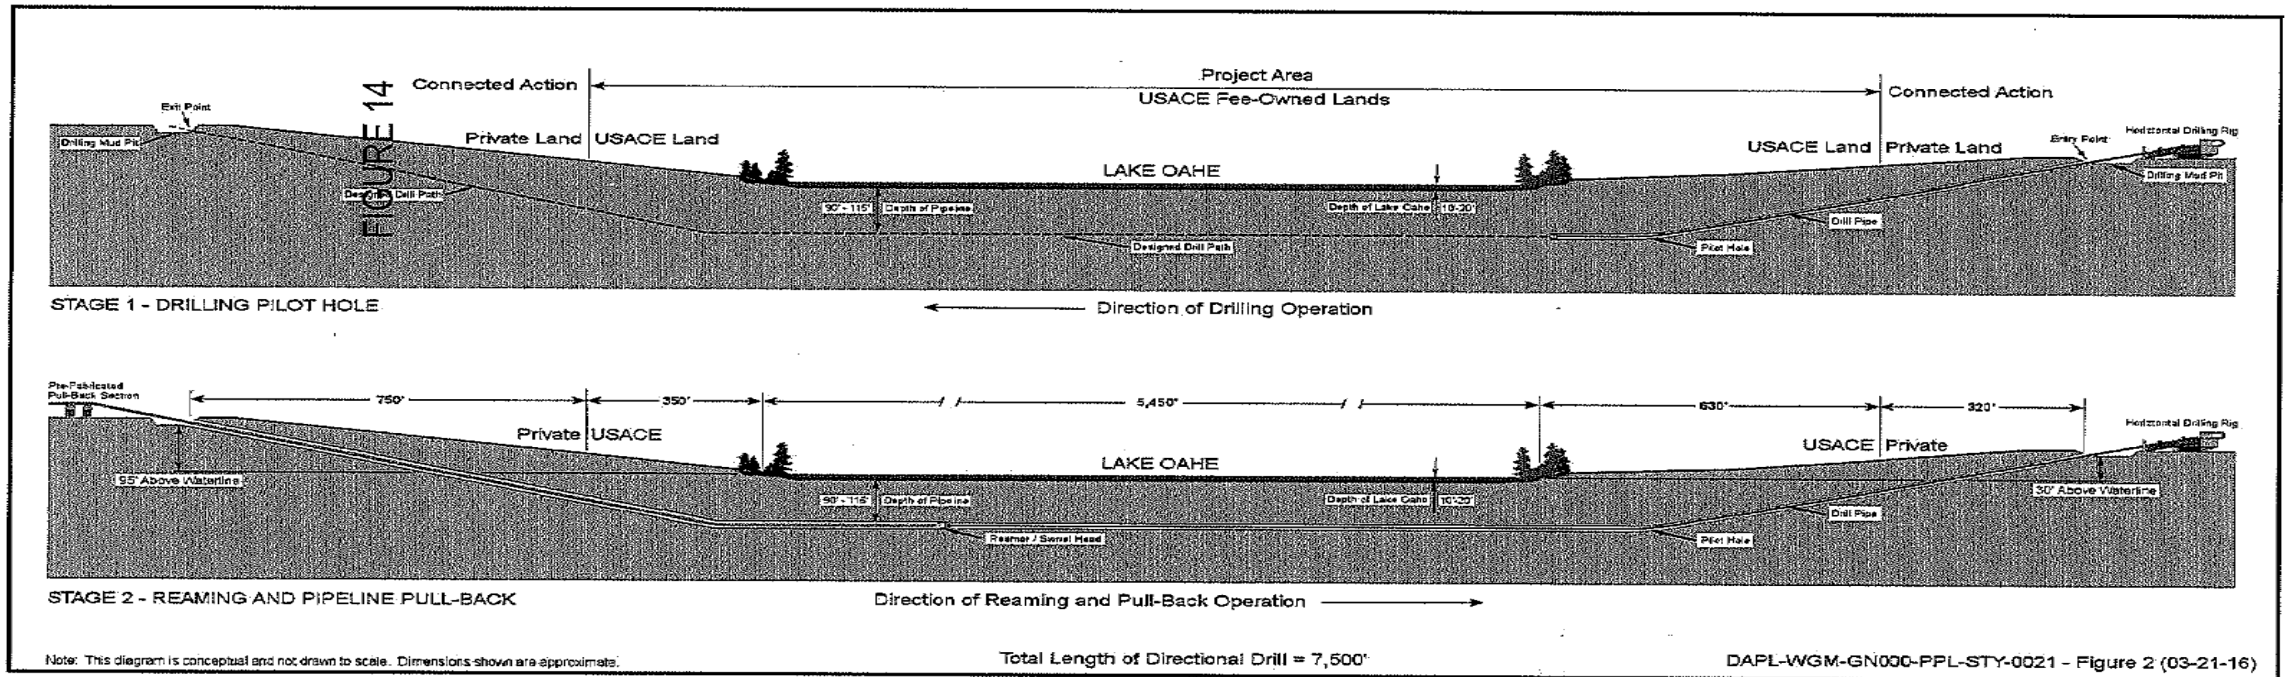 FIGURE 14
Connected Action
Project Area
USACE Fee-Owned Lands
Connected Action
Exit Point
Drilling Mud Pit
Private Land
USACE Land
LAKE OAHE
USACE Land
Private Land
Entry Point
Horizontal Drilling Rig
Drilling Mud Pit
Designed Drill Path
90' - 115'
Depth of Pipeline
Depth of Lake Oahe
10'-20'
Drill Pipe
Designed Drill Path
Pilot Hole
STAGE 1 - DRILLING PILOT HOLE
Direction of Drilling Operation
Pre-Fabricated
Pull-Back Section
750'
350'
5,450'
630'
320'
Private
USACE
LAKE OAHE
USACE
Private
Horizontal Drilling Rig
95' Above Waterline
90' - 115'
Depth of Pipeline
Depth of Lake Oahe
10'-20'
30' Above Waterline
Drill Pipe
Reamer / Swivel Head
Pilot Hole
STAGE 2 - REAMING AND PIPELINE PULL-BACK
Direction of Reaming and Pull-Back Operation
Note: This diagram is conceptual and not drawn to scale. Dimensions shown are approximate.
Total Length of Directional Drill = 7,500'
DAPL-WGM-GN000-PPL-STY-0021 - Figure 2 (03-21-16)